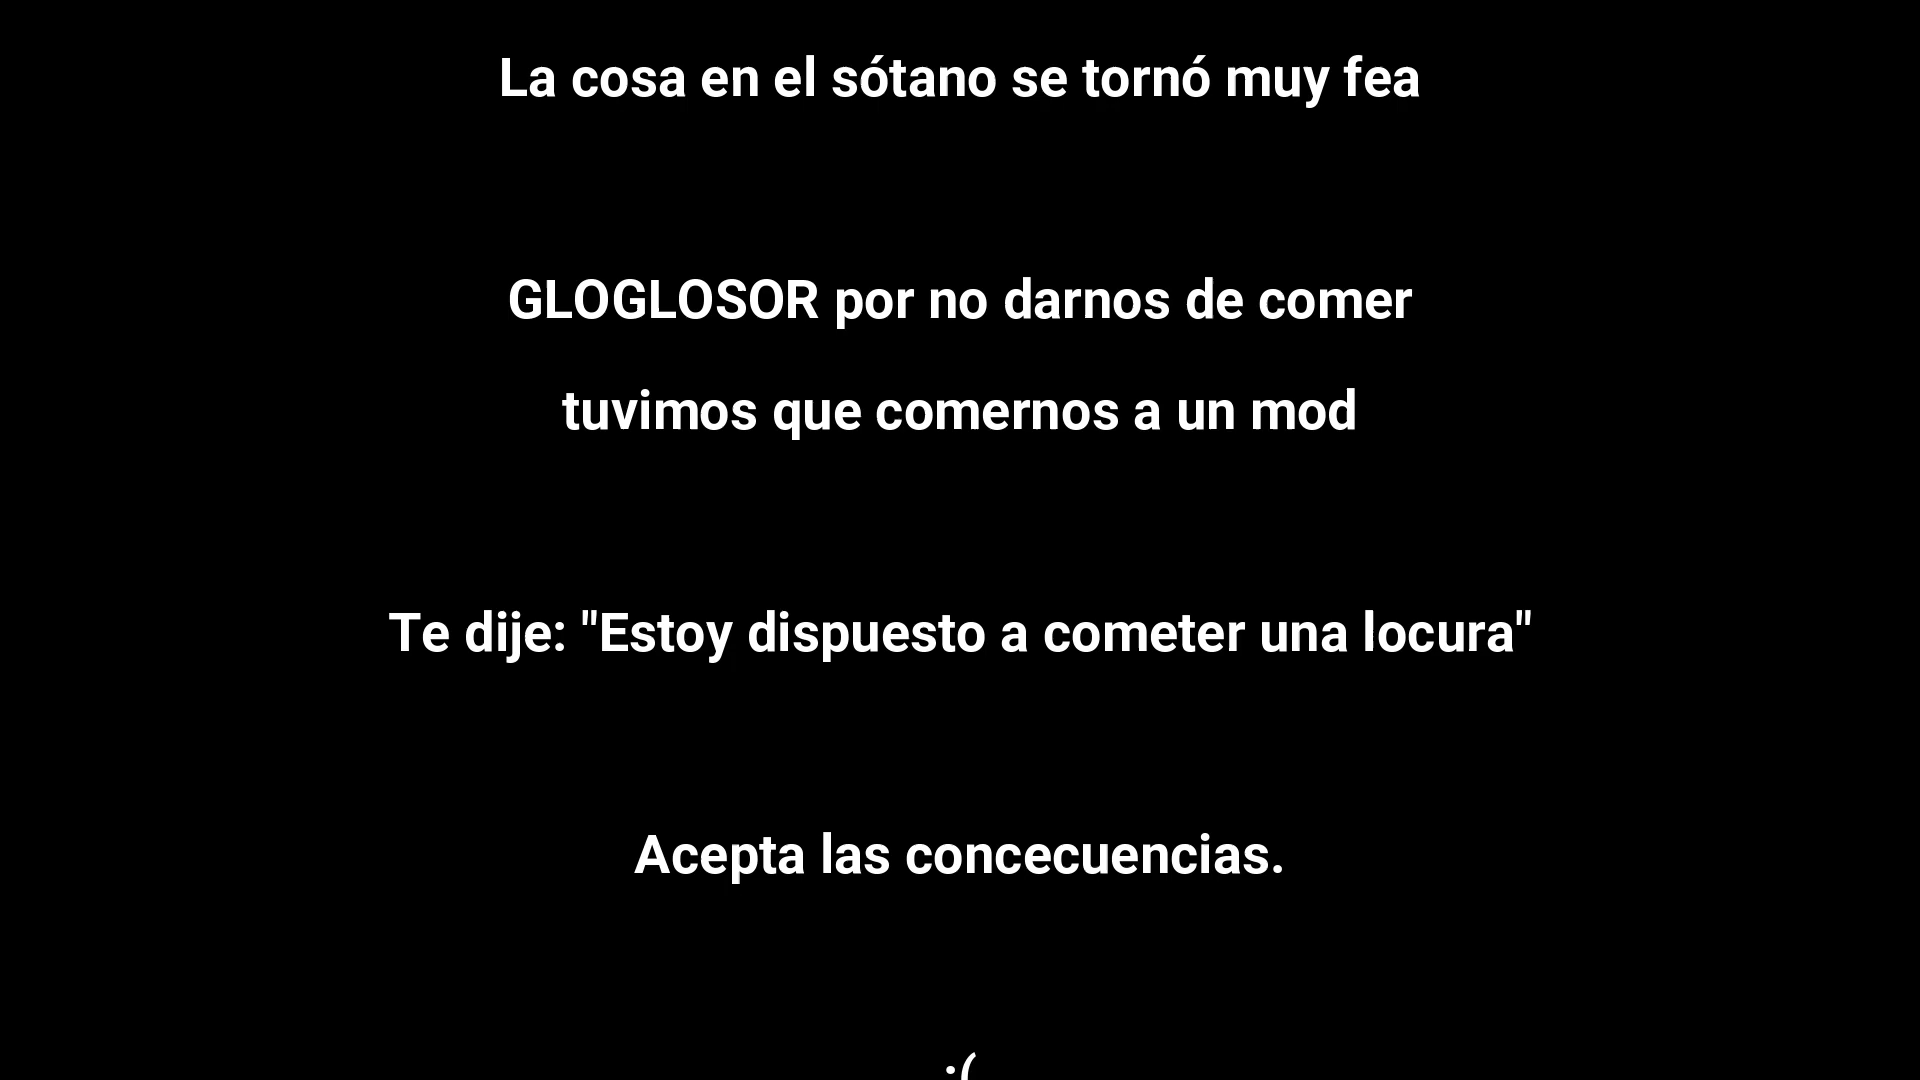 La cosa en el sótano se tornó muy fea
GLOGLOSOR por no darnos de comer
tuvimos que comernos a un mod
Te dije: "Estoy dispuesto a cometer una locura"
Acepta las concecuencias.
:(